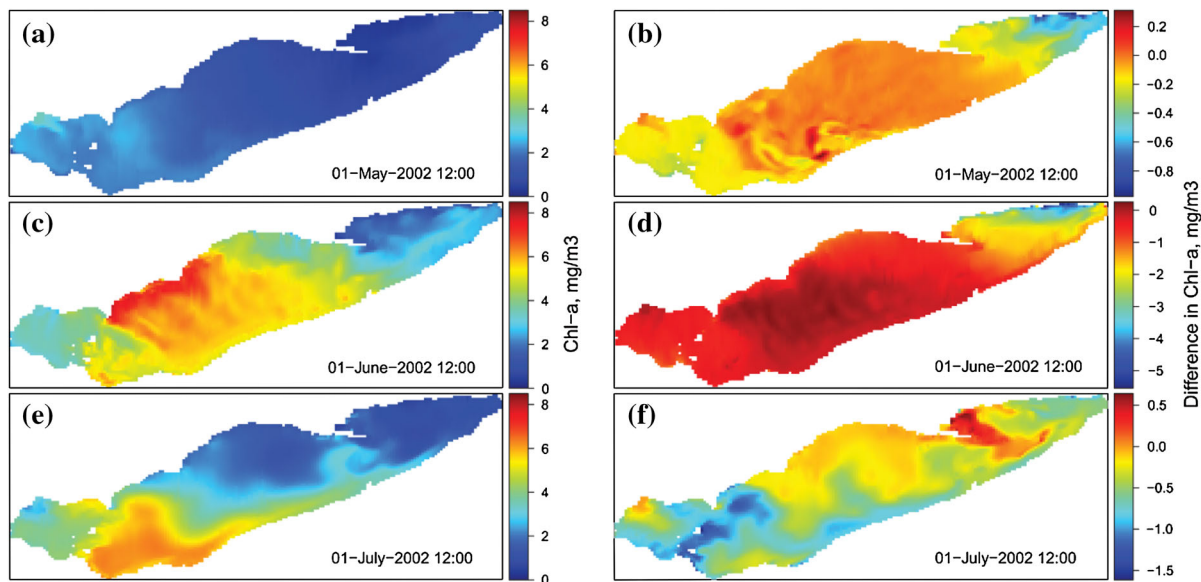 (a)
01-May-2002 12:00
8
6
4
2
0
(b)
01-May-2002 12:00
0.2
0.0
−0.2
−0.4
−0.6
−0.8
(c)
01-June-2002 12:00
8
6
4
2
0
Chl-a, mg/m3
(d)
01-June-2002 12:00
0
−1
−2
−3
−4
−5
Difference in Chl-a, mg/m3
(e)
01-July-2002 12:00
8
6
4
2
0
(f)
01-July-2002 12:00
0.5
0.0
−0.5
−1.0
−1.5